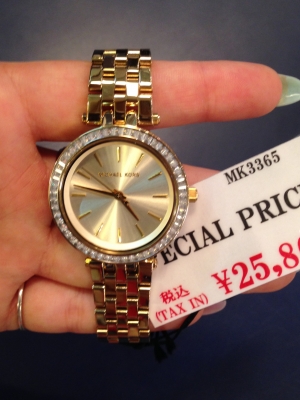 MICHAEL KORS
MK3365
ECIAL PRIC
税込
(TAX IN)
¥25,8